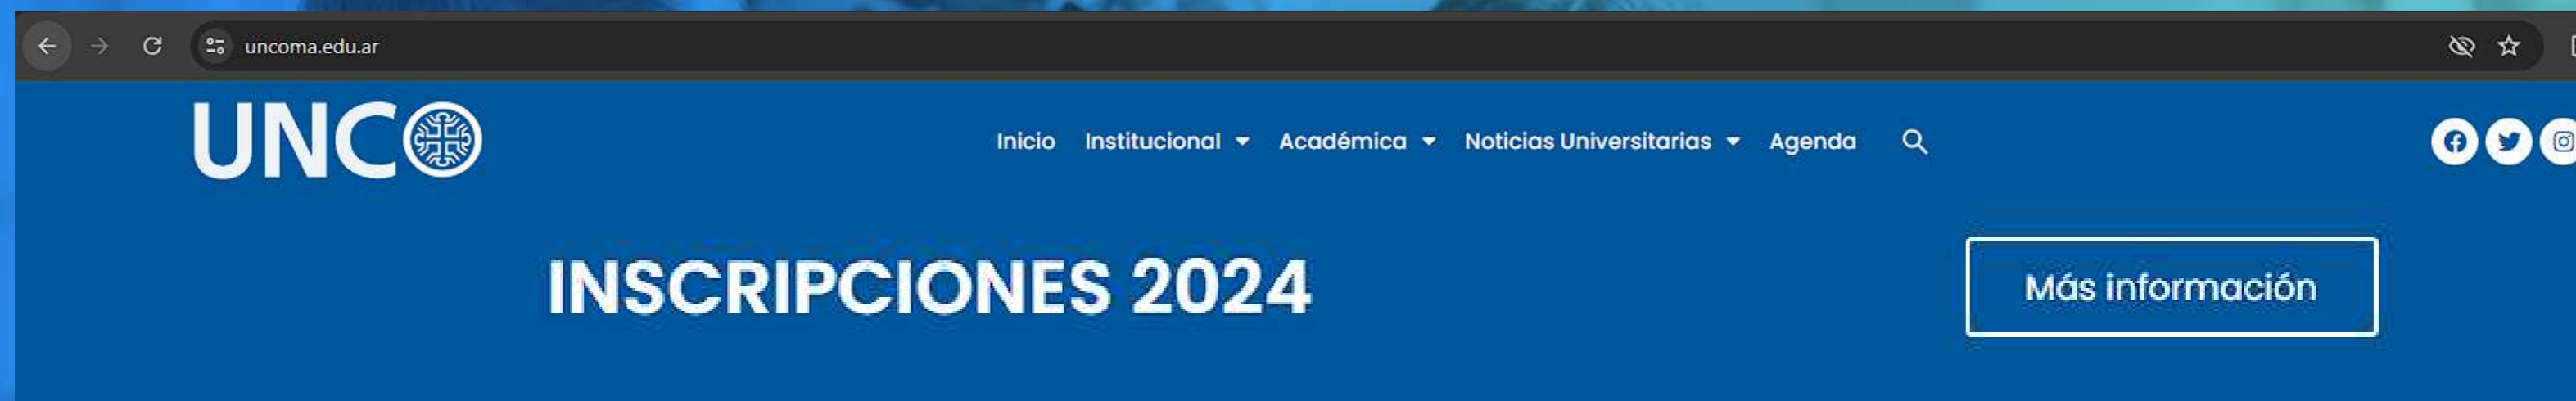 uncoma.edu.ar
UNCO
Inicio Institucional Académica Noticias Universitarias Agenda
INSCRIPCIONES 2024
Más información